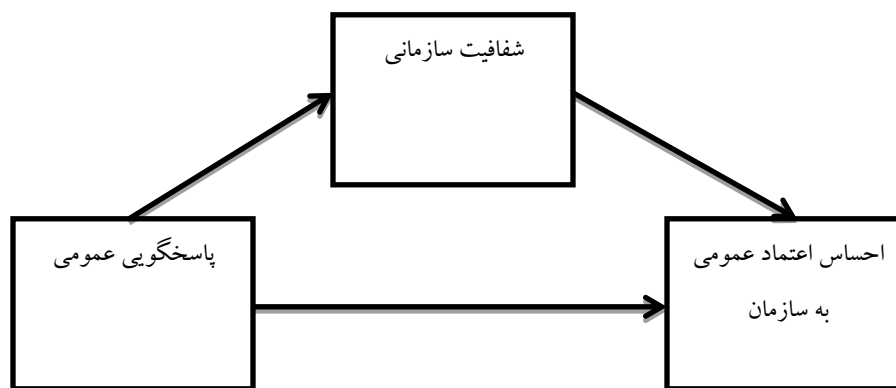 شفافیت سازمانی
پاسخگویی عمومی
احساس اعتماد عمومی
به سازمان